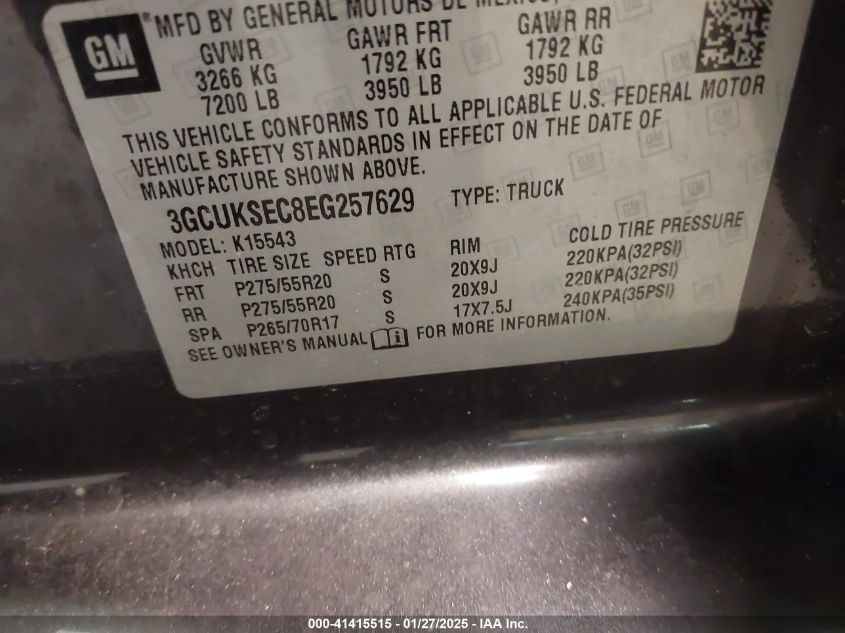 GM
MFD BY GENERAL MOTORS DE MEXICO,
GVWR GAWR FRT GAWR RR
3266 KG 1792 KG 1792 KG
7200 LB 3950 LB 3950 LB
THIS VEHICLE CONFORMS TO ALL APPLICABLE U.S. FEDERAL MOTOR
VEHICLE SAFETY STANDARDS IN EFFECT ON THE DATE OF
MANUFACTURE SHOWN ABOVE.
3GCUKSEC8EG257629 TYPE: TRUCK
MODEL: K15543
KHCH TIRE SIZE SPEED RTG RIM COLD TIRE PRESSURE
FRT P275/55R20 S 20X9J 220KPA(32PSI)
RR P275/55R20 S 20X9J 220KPA(32PSI)
SPA P265/70R17 S 17X7.5J 240KPA(35PSI)
SEE OWNER'S MANUAL i FOR MORE INFORMATION.
000-41415515 - 01/27/2025 - IAA Inc.